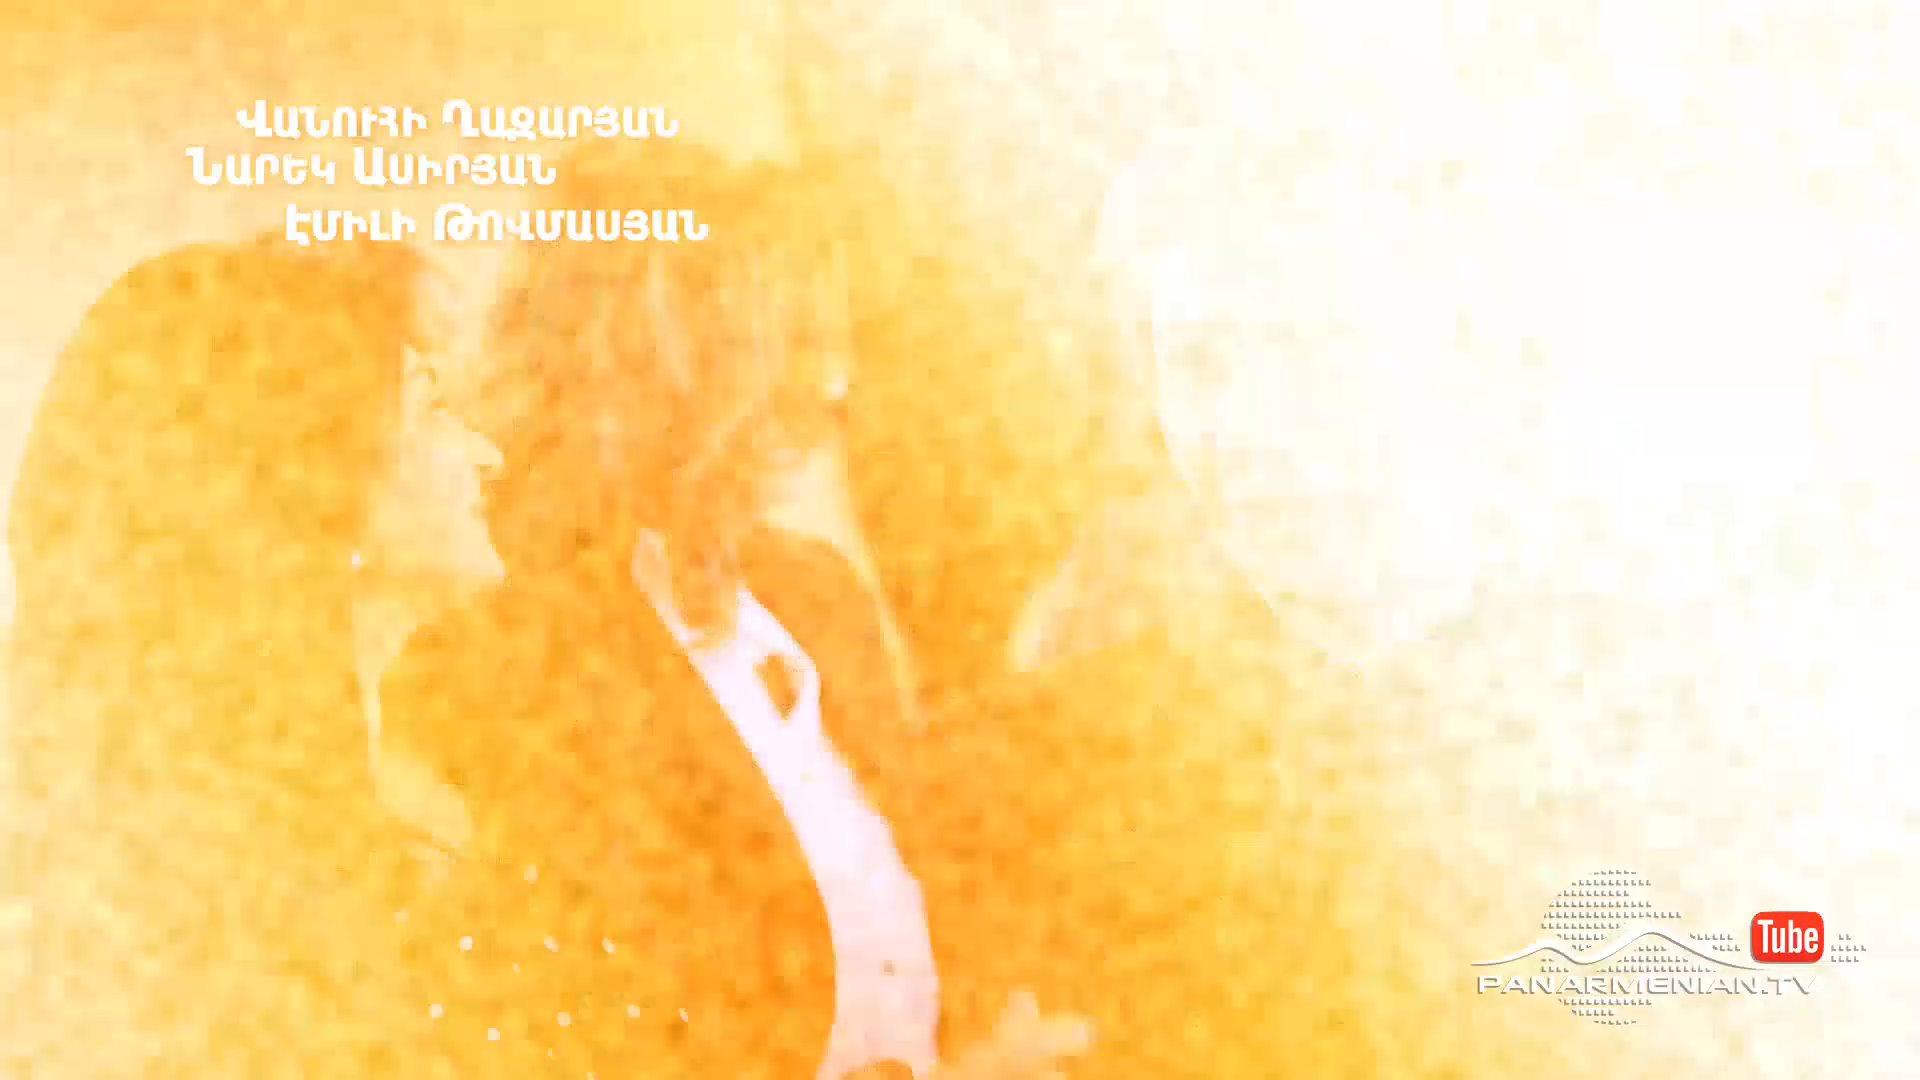 Վանուհի Ղազարյան
Նարեկ Ասիրյան
Էմիլի Թովմասյան
Tube
PANARMENIAN.TV